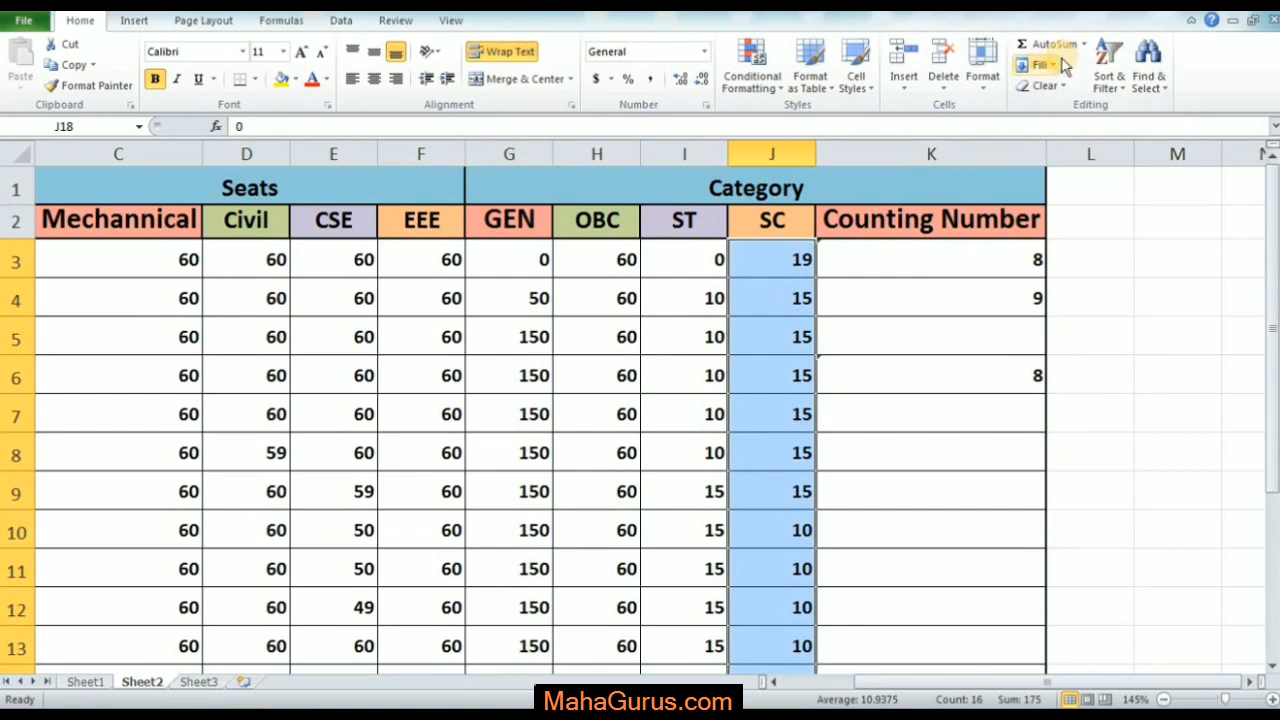 File Home Insert Page Layout Formulas Data Review View
Cut
Copy
Format Painter
Paste
Clipboard
Calibri 11
B I U
Font
Wrap Text
Merge & Center
Alignment
General
$ % ,
Number
Conditional Formatting
Format as Table
Cell Styles
Styles
Insert Delete Format
Cells
Σ AutoSum
Fill
Clear
Sort & Filter
Find & Select
Editing
J18 fx 0
C D E F G H I J K L M N
1 Seats Category
2 Mechannical Civil CSE EEE GEN OBC ST SC Counting Number
3 60 60 60 60 0 60 0 19 8
4 60 60 60 60 50 60 10 15 9
5 60 60 60 60 150 60 10 15
6 60 60 60 60 150 60 10 15 8
7 60 60 60 60 150 60 10 15
8 60 59 60 60 150 60 10 15
9 60 60 59 60 150 60 15 15
10 60 60 50 60 150 60 15 10
11 60 60 50 60 150 60 15 10
12 60 60 49 60 150 60 15 10
13 60 60 60 60 150 60 15 10
Sheet1 Sheet2 Sheet3
Ready Average: 10.9375 Count: 16 Sum: 175 145%
MahaGurus.com